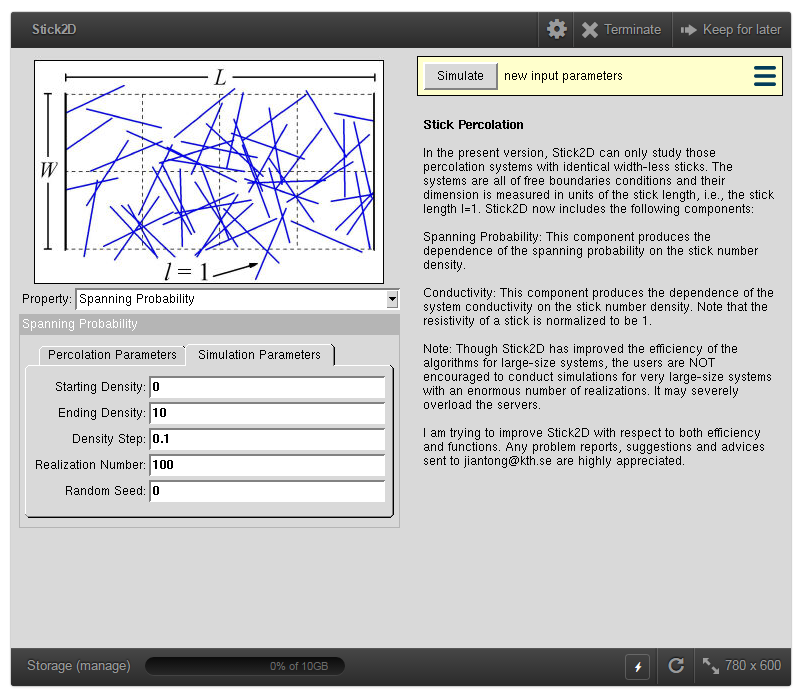 Stick2D
Terminate
Keep for later
L
W
l = 1
Property: Spanning Probability
Spanning Probability
Percolation Parameters
Simulation Parameters
Starting Density: 0
Ending Density: 10
Density Step: 0.1
Realization Number: 100
Random Seed: 0
Simulate new input parameters
Stick Percolation
In the present version, Stick2D can only study those
percolation systems with identical width-less sticks. The
systems are all of free boundaries conditions and their
dimension is measured in units of the stick length, i.e., the stick
length l=1. Stick2D now includes the following components:
Spanning Probability: This component produces the
dependence of the spanning probability on the stick number
density.
Conductivity: This component produces the dependence of the
system conductivity on the stick number density. Note that the
resistivity of a stick is normalized to be 1.
Note: Though Stick2D has improved the efficiency of the
algorithms for large-size systems, the users are NOT
encouraged to conduct simulations for very large-size systems
with an enormous number of realizations. It may severely
overload the servers.
I am trying to improve Stick2D with respect to both efficiency
and functions. Any problem reports, suggestions and advices
sent to jiantong@kth.se are highly appreciated.
Storage (manage)
0% of 10GB
780 x 600